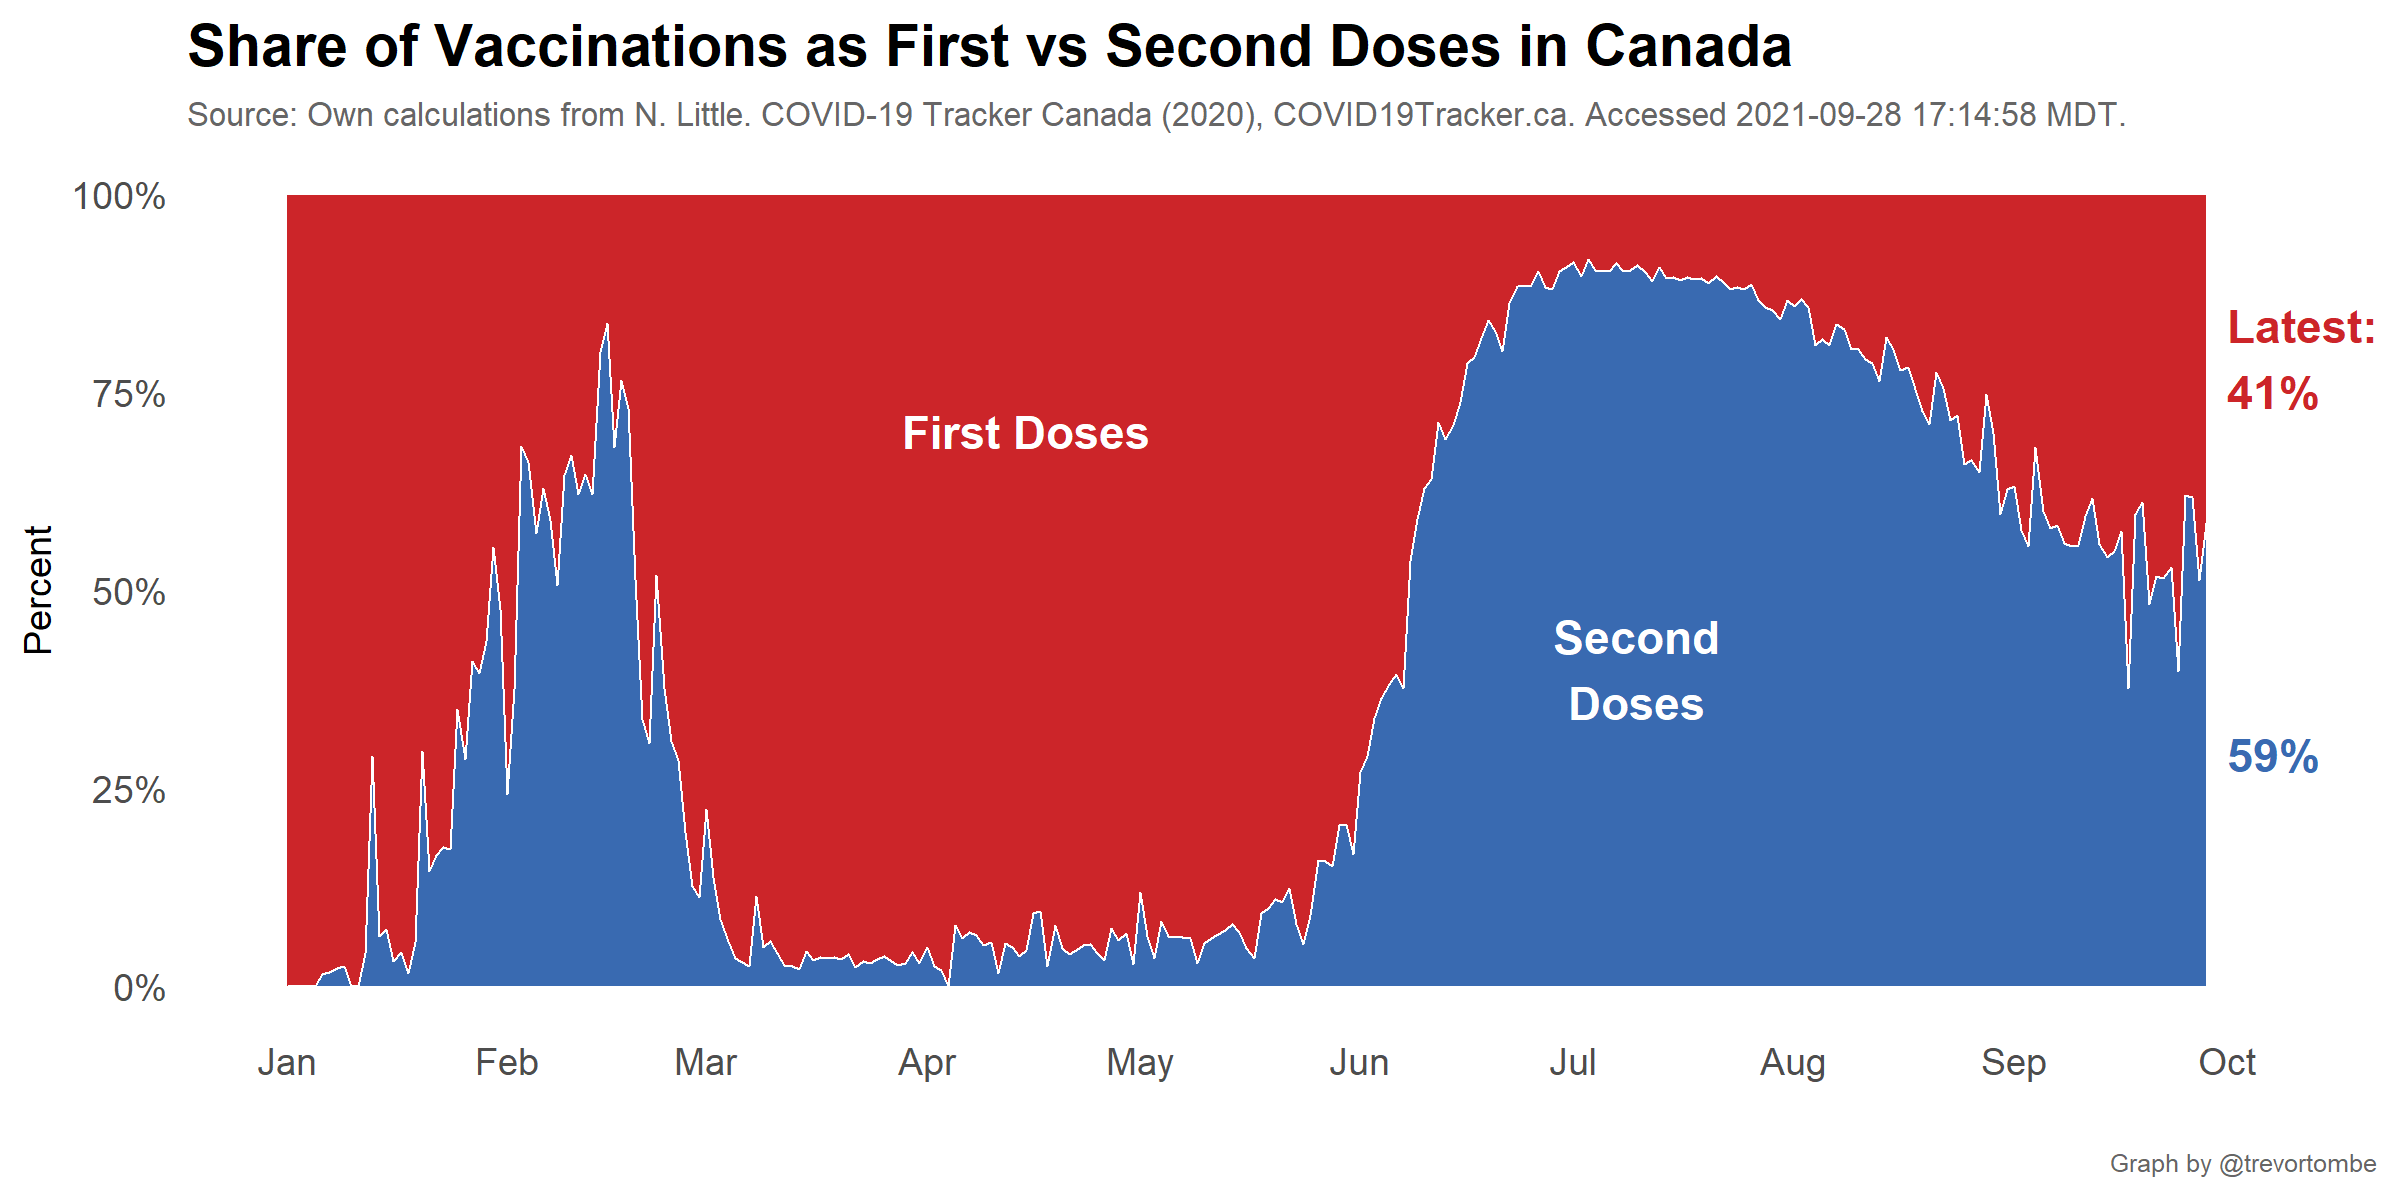 Share of Vaccinations as First vs Second Doses in Canada
Source: Own calculations from N. Little. COVID-19 Tracker Canada (2020), COVID19Tracker.ca. Accessed 2021-09-28 17:14:58 MDT.
Percent
100%
75%
50%
25%
0%
First Doses
Second
Doses
Latest:
41%
59%
Jan Feb Mar Apr May Jun Jul Aug Sep Oct
Graph by @trevortombe